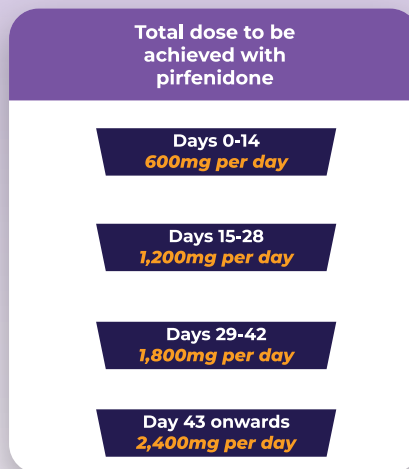 Total dose to be
achieved with
pirfenidone
Days 0-14
600mg per day
Days 15-28
1,200mg per day
Days 29-42
1,800mg per day
Day 43 onwards
2,400mg per day